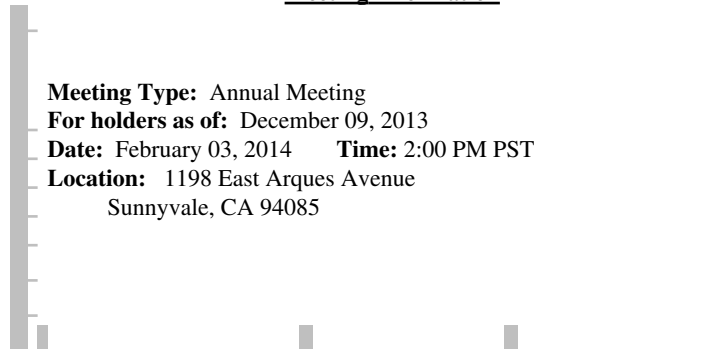 Meeting Type: Annual Meeting
For holders as of: December 09, 2013
Date: February 03, 2014 Time: 2:00 PM PST
Location: 1198 East Arques Avenue
Sunnyvale, CA 94085